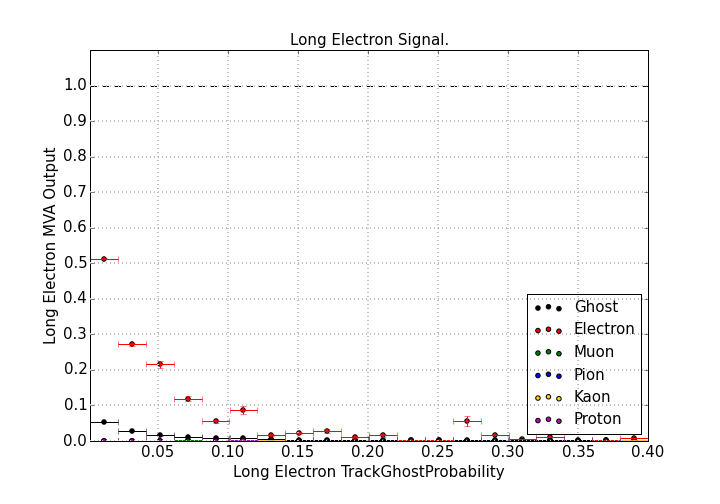 Long Electron Signal.
Long Electron MVA Output
1.0
0.9
0.8
0.7
0.6
0.5
0.4
0.3
0.2
0.1
0.0
Ghost
Electron
Muon
Pion
Kaon
Proton
0.05 0.10 0.15 0.20 0.25 0.30 0.35 0.40
Long Electron TrackGhostProbability